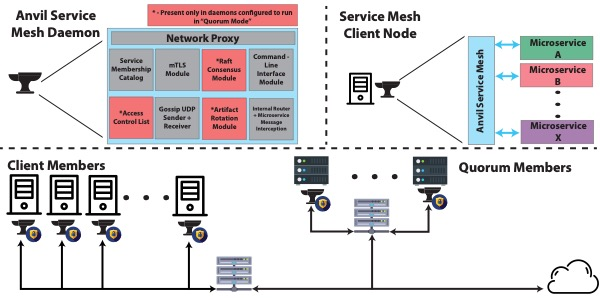 Anvil Service
Mesh Daemon
* - Present only in daemons configured to run
in "Quorum Mode"
Network Proxy
Service
Membership
Catalog
mTLS
Module
*Raft
Consensus
Module
Command -
Line
Interface
Module
*Access
Control List
Gossip UDP
Sender +
Receiver
*Artifact
Rotation
Module
Internal Router
+ Microservice
Message
Interception
Service Mesh
Client Node
Anvil Service Mesh
Microservice
A
Microservice
B
Microservice
X
Client Members
Quorum Members